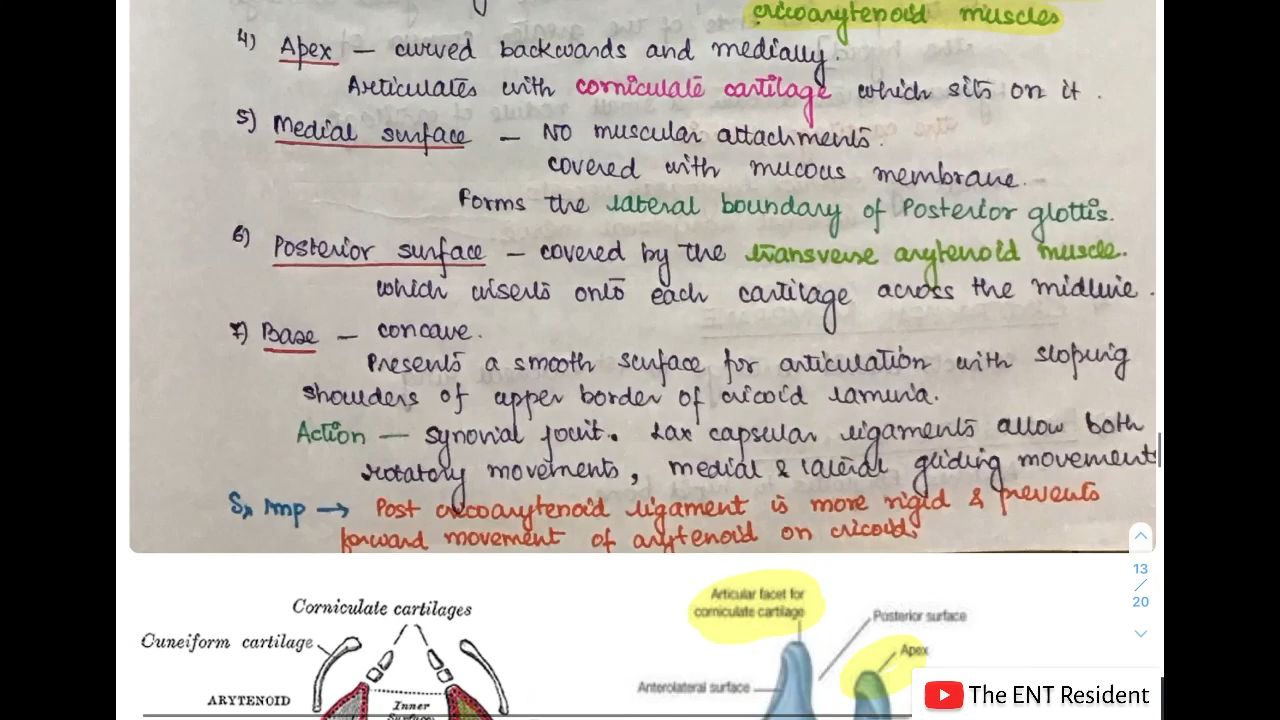 cricoarytenoid muscles
4) Apex – curved backwards and medially.
Articulates with corniculate cartilage which sits on it.
5) Medial surface – No muscular attachments.
covered with mucous membrane.
Forms the lateral boundary of Posterior glottis.
6) Posterior surface – covered by the transverse arytenoid muscle.
which inserts onto each cartilage across the midline.
7) Base – concave.
Presents a smooth surface for articulation with sloping
shoulders of upper border of cricoid lamina.
Action – synovial joint. Lax capsular ligaments allow both
rotatory movements, medial & lateral gliding movement
Imp → Post cricoarytenoid ligament is more rigid & prevents
forward movement of arytenoid on cricoid.
13
/
20
Corniculate cartilages
Cuneiform cartilage
ARYTENOID
Inner
Surface
Articular facet for
corniculate cartilage
Posterior surface
Apex
Anterolateral surface
The ENT Resident